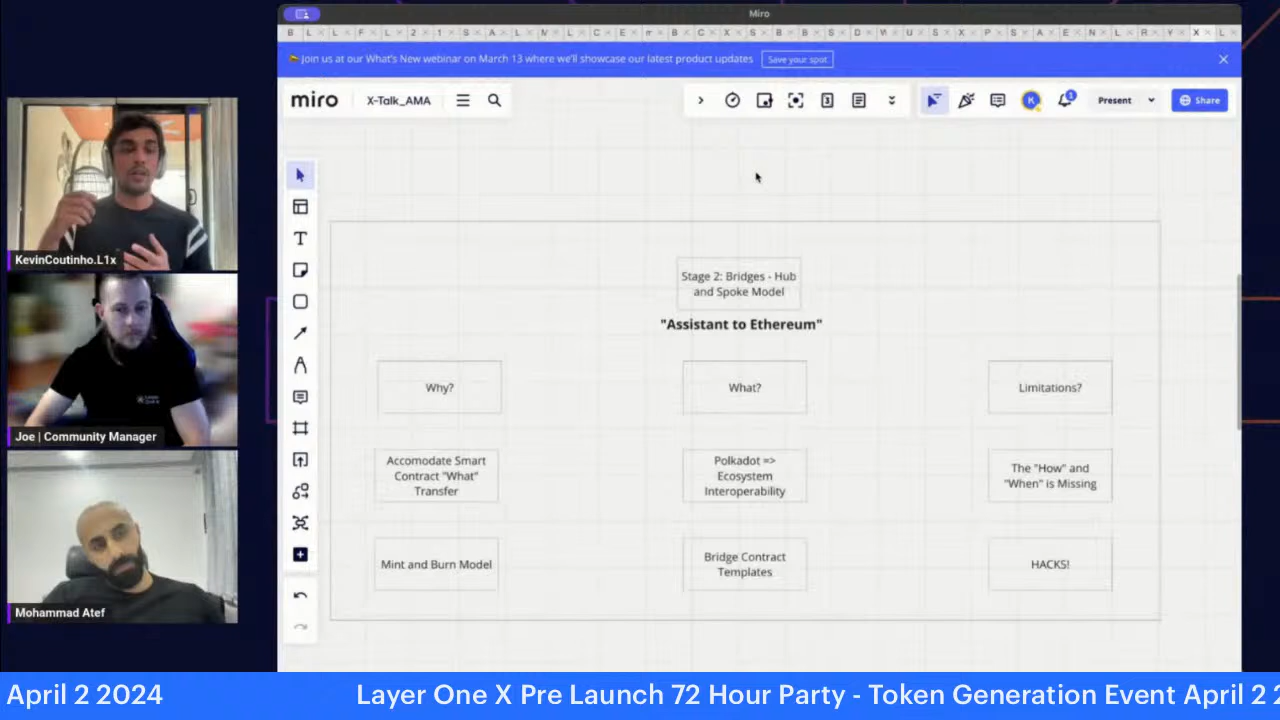 Miro
Join us at our What's New webinar on March 13 where we'll showcase our latest product updates
Save your spot
miro
X-Talk_AMA
3
K
1
Present
Share
KevinCoutinho.L1x
Joe | Community Manager
Mohammad Atef
Stage 2: Bridges - Hub
and Spoke Model
"Assistant to Ethereum"
Why?
What?
Limitations?
Accomodate Smart
Contract "What"
Transfer
Polkadot =>
Ecosystem
Interoperability
The "How" and
"When" is Missing
Mint and Burn Model
Bridge Contract
Templates
HACKS!
April 2 2024
Layer One X Pre Launch 72 Hour Party - Token Generation Event April 2 2